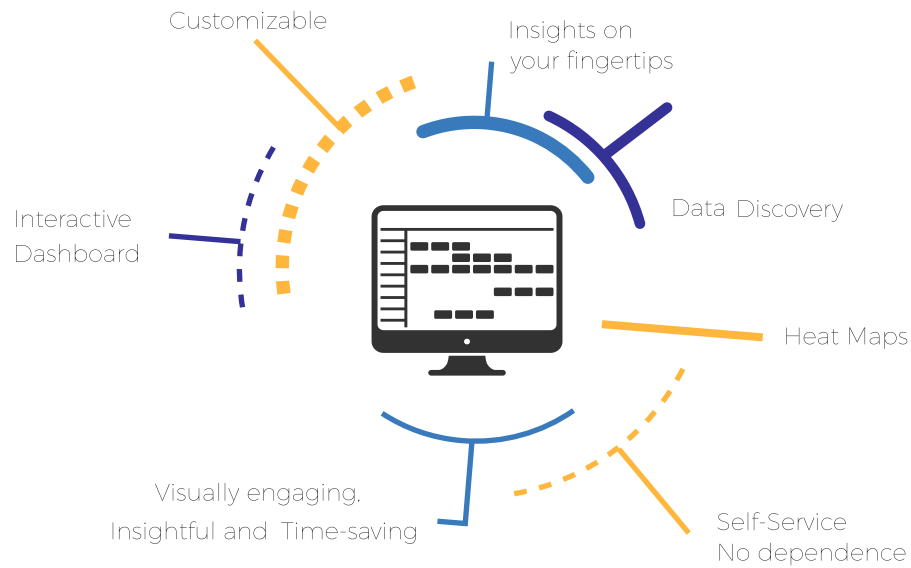 Customizable
Insights on
your fingertips
Interactive
Dashboard
Data Discovery
Heat Maps
Visually engaging,
Insightful and Time-saving
Self-Service
No dependence